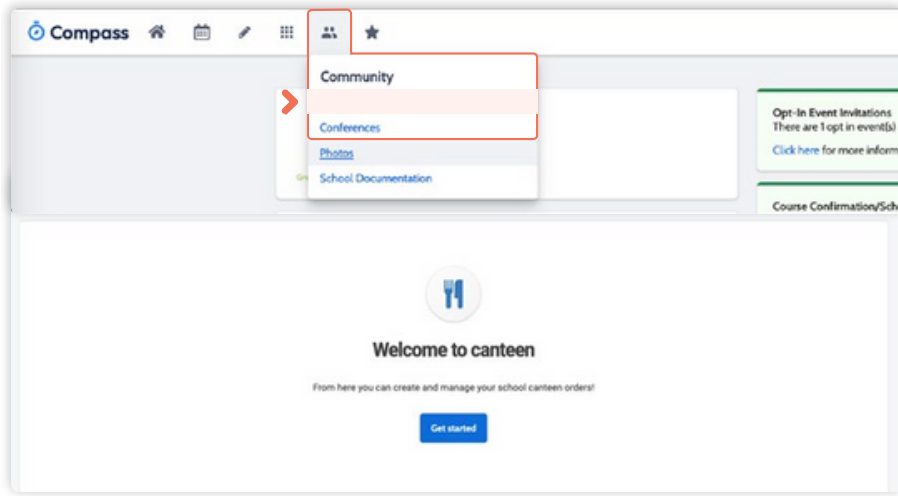 Compass
Community
Conferences
Photos
School Documentation
Opt-In Event Invitations
There are 1 opt in event(s)
Click here for more inform
Course Confirmation/Sch
Welcome to canteen
From here you can create and manage your school canteen orders!
Get started